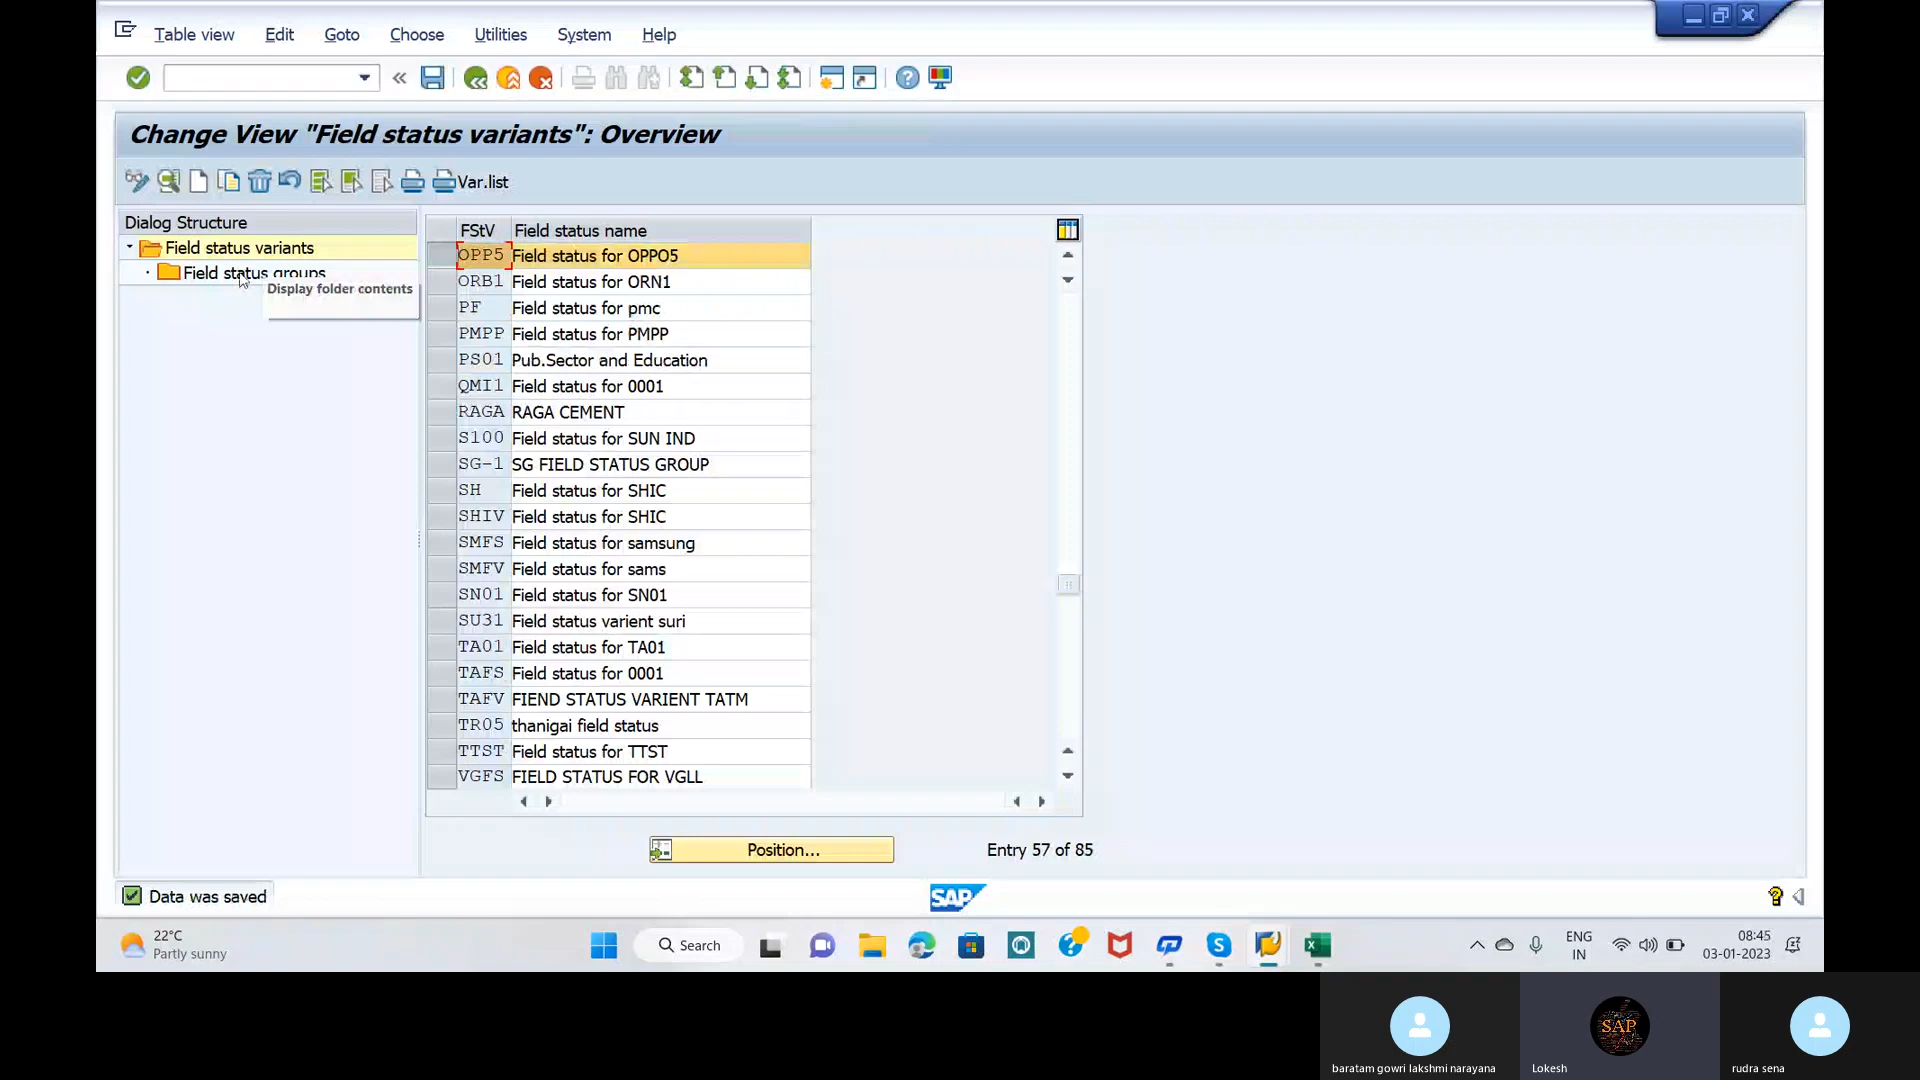 Table view Edit Goto Choose Utilities System Help
Change View "Field status variants": Overview
Var.list
Dialog Structure
Field status variants
Field status groups
Display folder contents
FStV Field status name
OPP5 Field status for OPPO5
ORB1 Field status for ORN1
PF Field status for pmc
PMPP Field status for PMPP
PS01 Pub.Sector and Education
QMI1 Field status for 0001
RAGA RAGA CEMENT
S100 Field status for SUN IND
SG-1 SG FIELD STATUS GROUP
SH Field status for SHIC
SHIV Field status for SHIC
SMFS Field status for samsung
SMFV Field status for sams
SN01 Field status for SN01
SU31 Field status varient suri
TA01 Field status for TA01
TAFS Field status for 0001
TAFV FIEND STATUS VARIENT TATM
TR05 thanigai field status
TTST Field status for TTST
VGFS FIELD STATUS FOR VGLL
Position... Entry 57 of 85
Data was saved SAP
22°C
Partly sunny
Search
ENG
IN
08:45
03-01-2023
SAP
baratam gowri lakshmi narayana Lokesh rudra sena